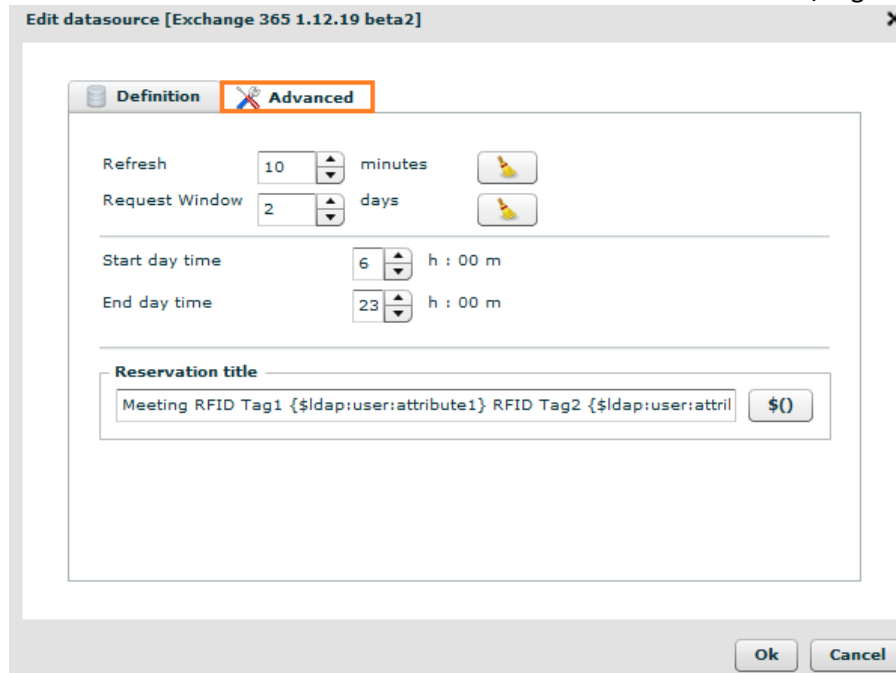 Edit datasource [Exchange 365 1.12.19 beta2]
Definition Advanced
Refresh 10 minutes
Request Window 2 days
Start day time 6 h : 00 m
End day time 23 h : 00 m
Reservation title
Meeting RFID Tag1 {$ldap:user:attribute1} RFID Tag2 {$ldap:user:attril $()
Ok Cancel